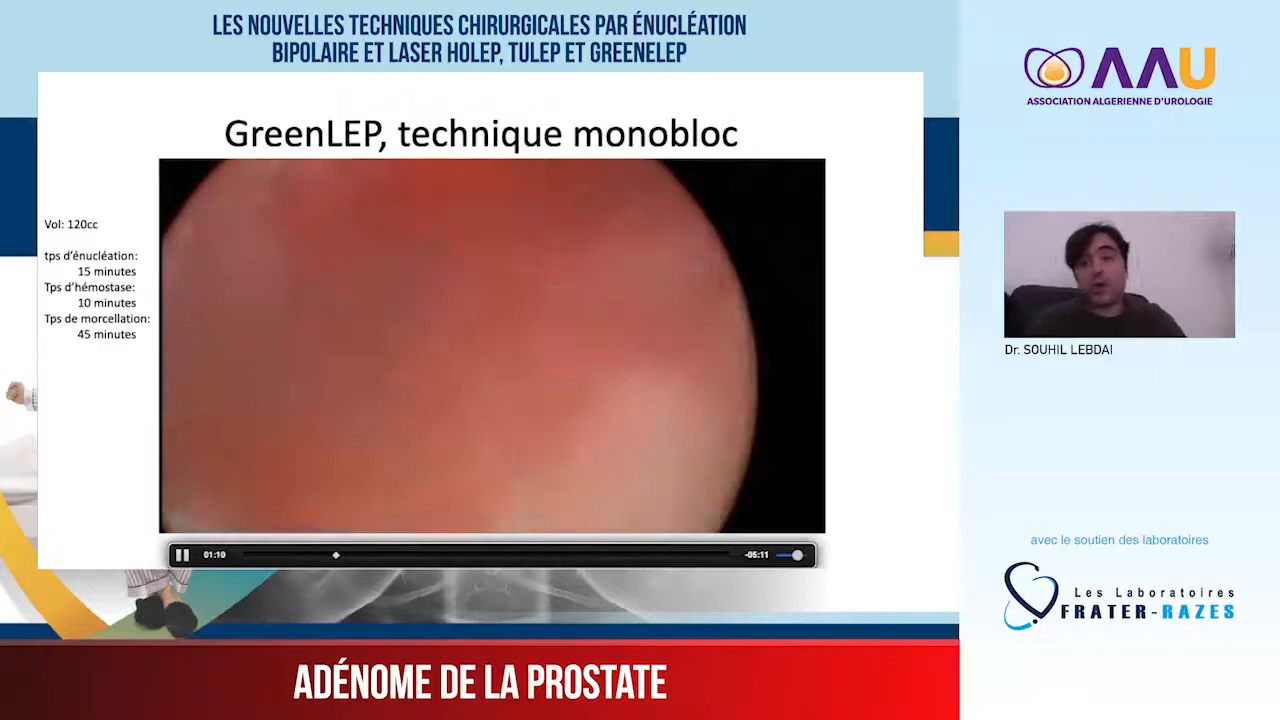 LES NOUVELLES TECHNIQUES CHIRURGICALES PAR ÉNUCLÉATION
BIPOLAIRE ET LASER HOLEP, TULEP ET GREENELEP
GreenLEP, technique monobloc
Vol: 120cc
tps d'énucléation:
15 minutes
Tps d'hémostase:
10 minutes
Tps de morcellation:
45 minutes
01:10
-05:11
ADÉNOME DE LA PROSTATE
AAU
ASSOCIATION ALGERIENNE D'UROLOGIE
Dr. SOUHIL LEBDAI
avec le soutien des laboratoires
Les Laboratoires
FRATER-RAZES